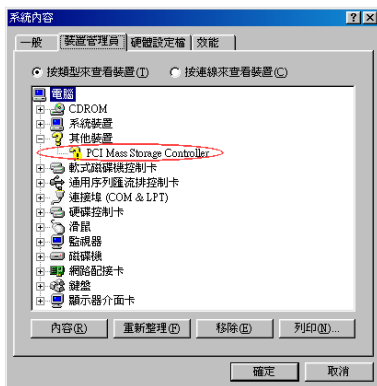 系統內容
一般 裝置管理員 硬體設定檔 效能
按類型來查看裝置(I) 按連線來查看裝置(C)
電腦
CDROM
系統裝置
其他裝置
PCI Mass Storage Controller
軟式磁碟機控制卡
通用序列匯流排控制卡
連接埠 (COM & LPT)
硬碟控制卡
滑鼠
監視器
磁碟機
網路配接卡
鍵盤
顯示器介面卡
內容(R) 重新整理(F) 移除(E) 列印(N)...
確定 取消